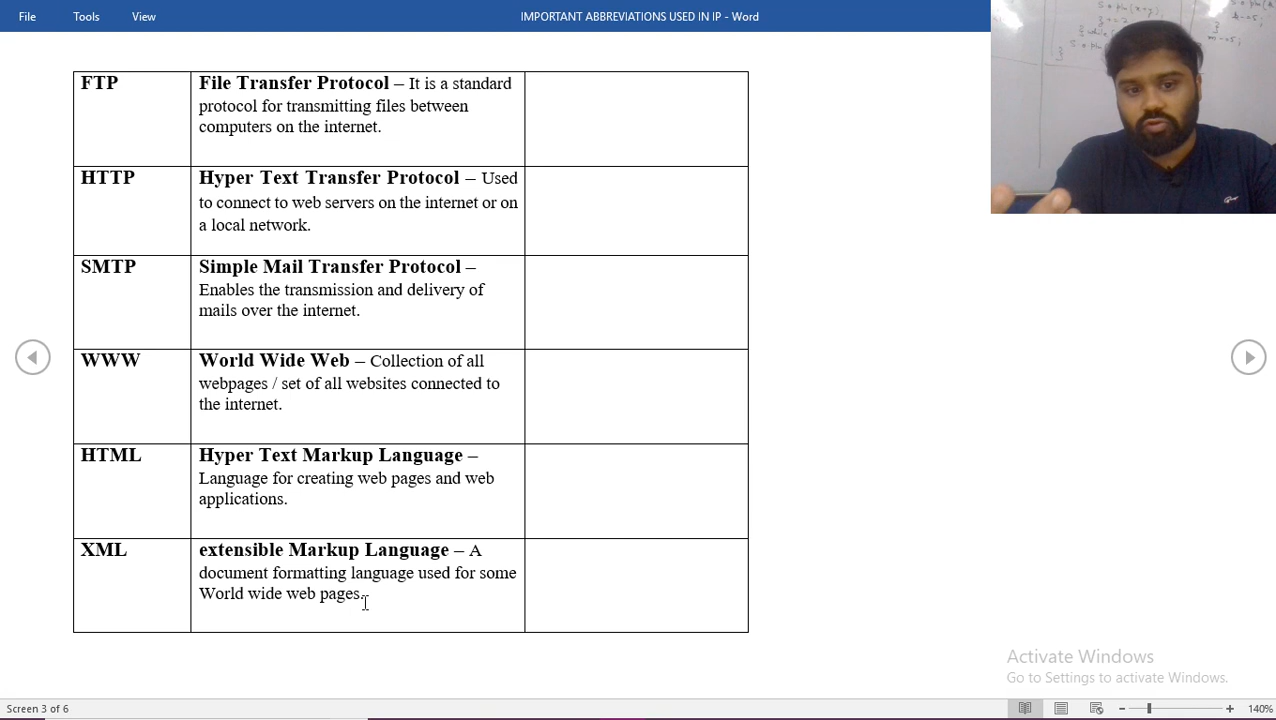 File Tools View IMPORTANT ABBREVIATIONS USED IN IP - Word
FTP
File Transfer Protocol – It is a standard
protocol for transmitting files between
computers on the internet.
HTTP
Hyper Text Transfer Protocol – Used
to connect to web servers on the internet or on
a local network.
SMTP
Simple Mail Transfer Protocol –
Enables the transmission and delivery of
mails over the internet.
WWW
World Wide Web – Collection of all
webpages / set of all websites connected to
the internet.
HTML
Hyper Text Markup Language –
Language for creating web pages and web
applications.
XML
extensible Markup Language – A
document formatting language used for some
World wide web pages.
Activate Windows
Go to Settings to activate Windows.
Screen 3 of 6
140%